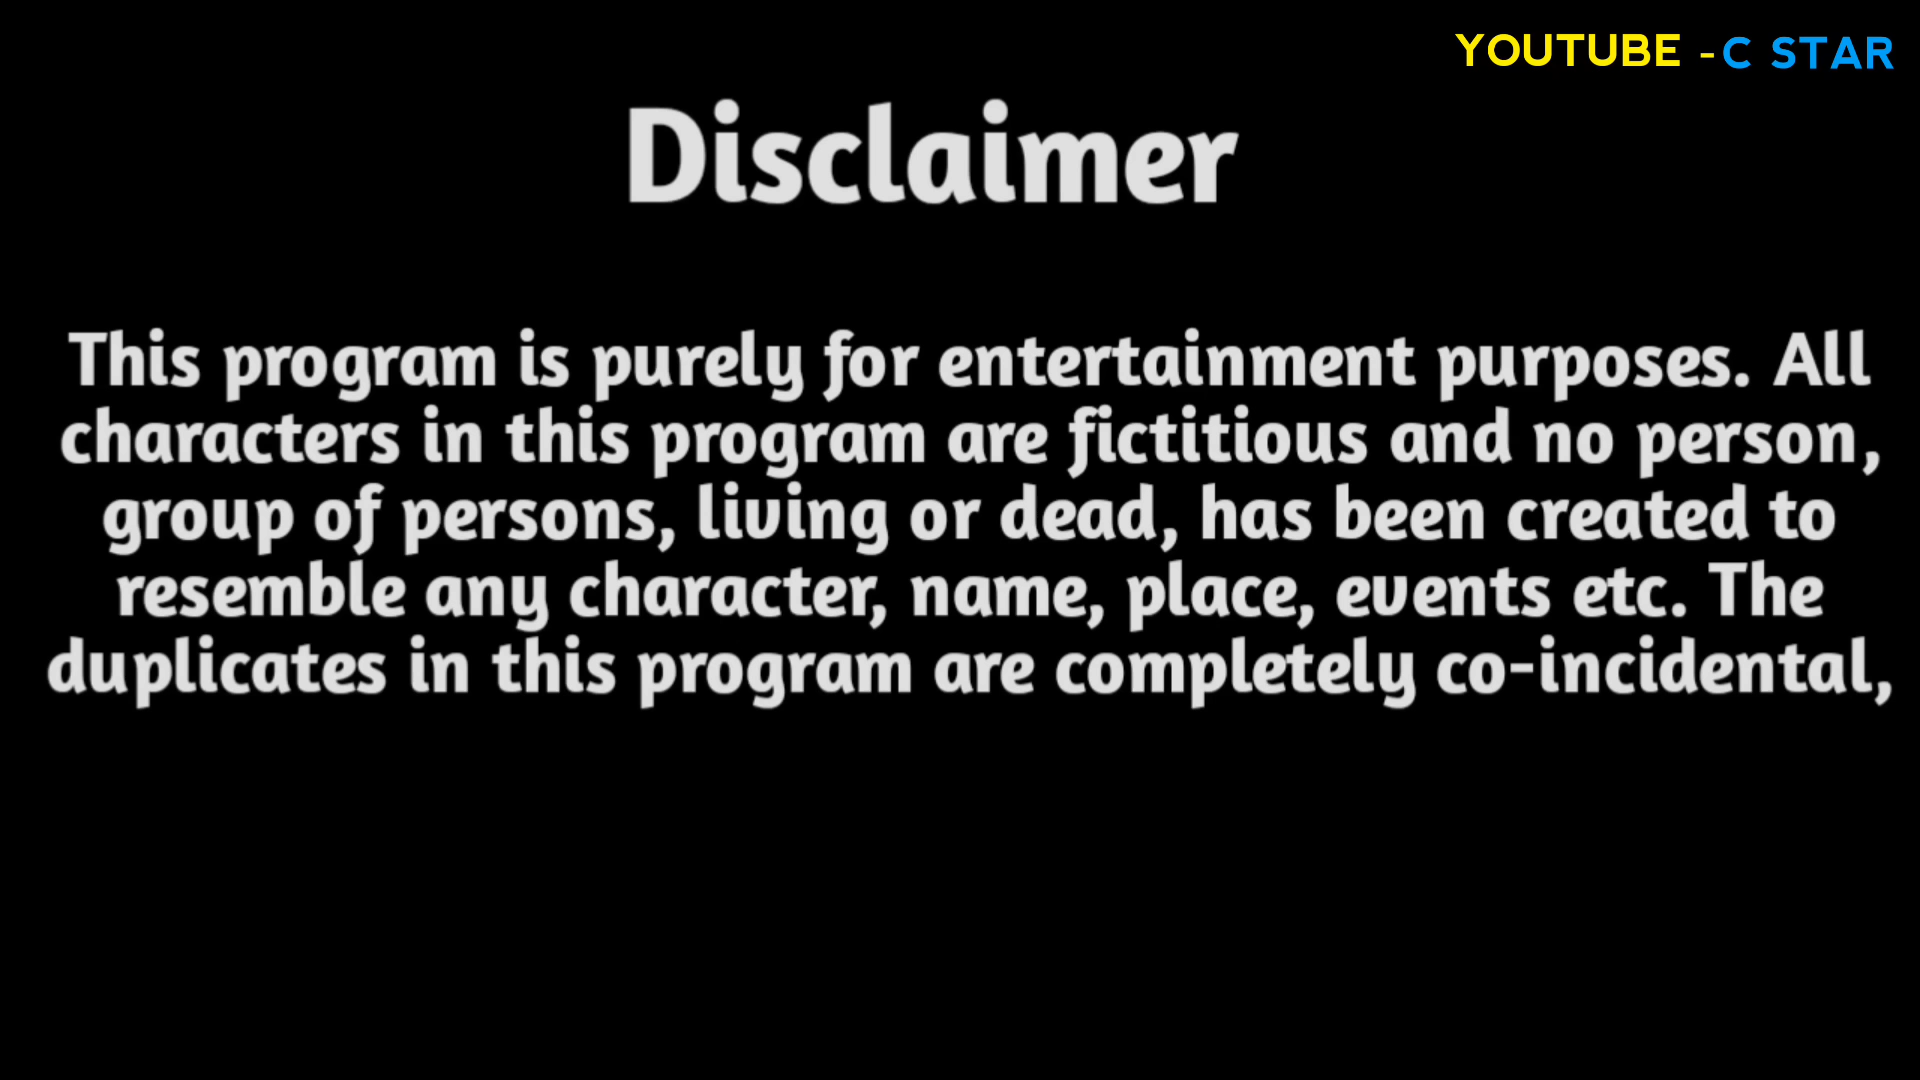 YOUTUBE -C STAR
Disclaimer
This program is purely for entertainment purposes. All
characters in this program are fictitious and no person,
group of persons, living or dead, has been created to
resemble any character, name, place, events etc. The
duplicates in this program are completely co-incidental,